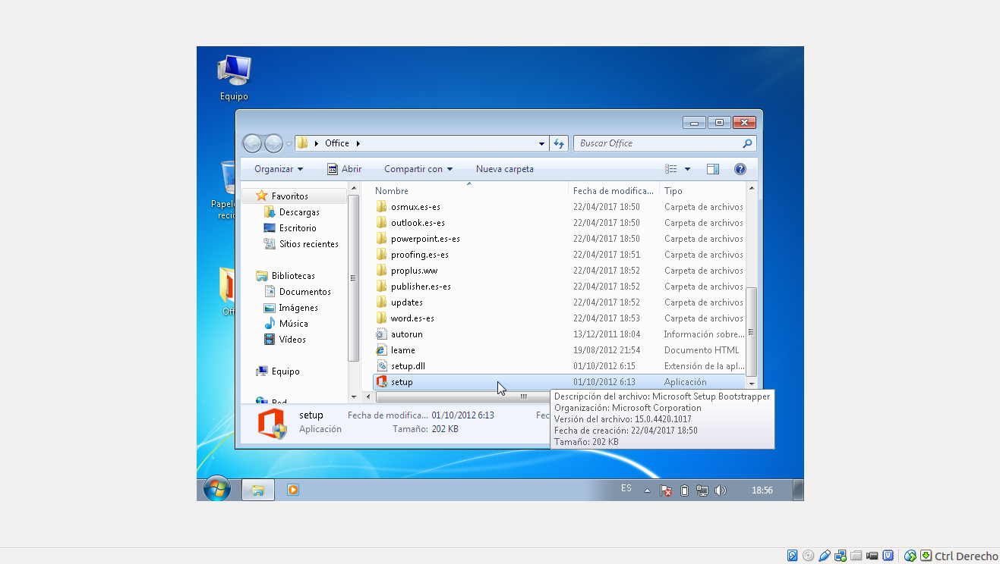 Equipo
Office
Buscar Office
Organizar
Abrir
Compartir con
Nueva carpeta
Favoritos
Descargas
Escritorio
Sitios recientes
Bibliotecas
Documentos
Imágenes
Música
Vídeos
Equipo
Red
Nombre Fecha de modifica... Tipo
osmux.es-es 22/04/2017 18:50 Carpeta de archivos
outlook.es-es 22/04/2017 18:50 Carpeta de archivos
powerpoint.es-es 22/04/2017 18:50 Carpeta de archivos
proofing.es-es 22/04/2017 18:51 Carpeta de archivos
proplus.ww 22/04/2017 18:52 Carpeta de archivos
publisher.es-es 22/04/2017 18:52 Carpeta de archivos
updates 22/04/2017 18:52 Carpeta de archivos
word.es-es 22/04/2017 18:53 Carpeta de archivos
autorun 13/12/2011 18:04 Información sobre...
leame 19/08/2012 21:54 Documento HTML
setup.dll 01/10/2012 6:15 Extensión de la apl...
setup 01/10/2012 6:13 Aplicación
Papel
reci
Off
setup Fecha de modifica... 01/10/2012 6:13 Fec
Aplicación Tamaño: 202 KB
Descripción del archivo: Microsoft Setup Bootstrapper
Organización: Microsoft Corporation
Versión del archivo: 15.0.4420.1017
Fecha de creación: 22/04/2017 18:50
Tamaño: 202 KB
ES
18:56
Ctrl Derecho